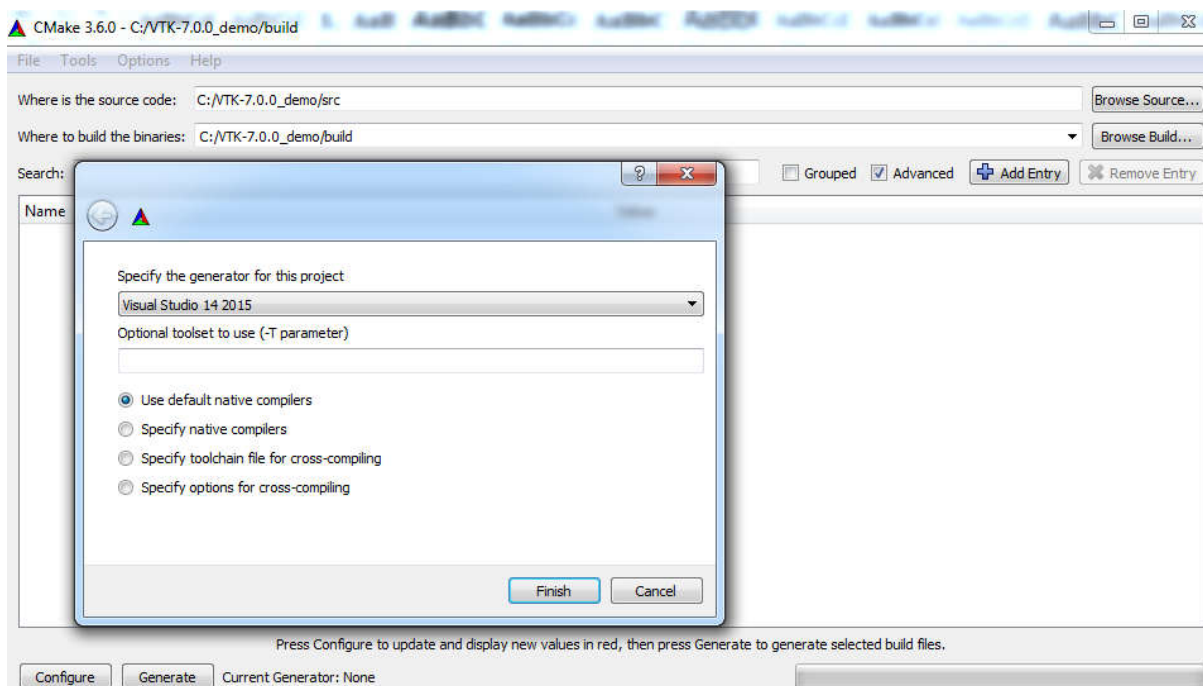 CMake 3.6.0 - C:/VTK-7.0.0_demo/build
File Tools Options Help
Where is the source code: C:/VTK-7.0.0_demo/src Browse Source...
Where to build the binaries: C:/VTK-7.0.0_demo/build Browse Build...
Search: Grouped Advanced Add Entry Remove Entry
Name
Specify the generator for this project
Visual Studio 14 2015
Optional toolset to use (-T parameter)
Use default native compilers
Specify native compilers
Specify toolchain file for cross-compiling
Specify options for cross-compiling
Finish Cancel
Press Configure to update and display new values in red, then press Generate to generate selected build files.
Configure Generate Current Generator: None